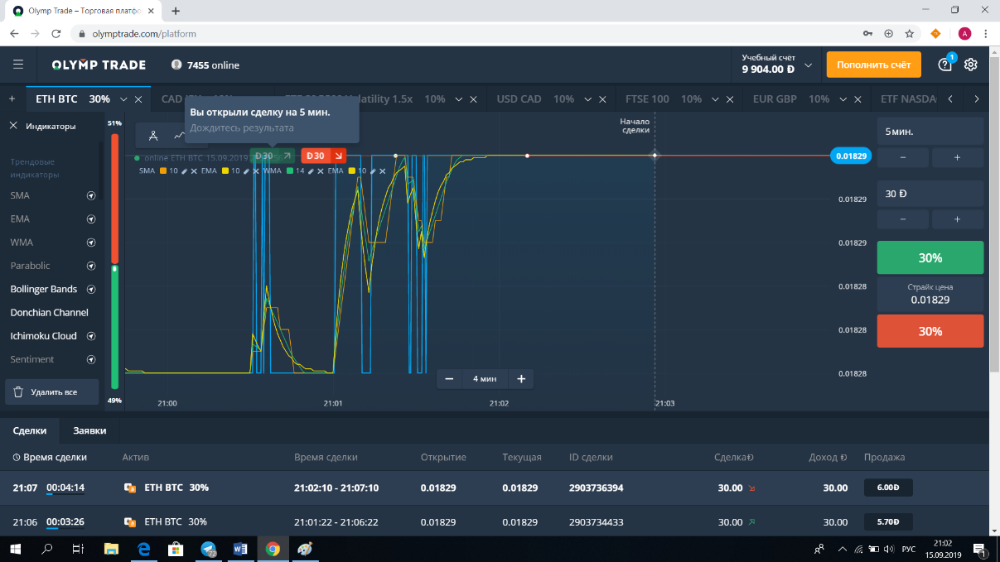 Olymp Trade – Торговая платфо
olymptrade.com/platform
A
OLYMP TRADE
7455 online
Учебный счёт
9 904.00 Đ
Пополнить счёт
1
ETH BTC 30%
CAD
Volatility 1.5x 10%
USD CAD 10%
FTSE 100 10%
EUR GBP 10%
ETF NASDA
Вы открыли сделку на 5 мин.
Дождитесь результата
Индикаторы
Трендовые
индикаторы
SMA
EMA
WMA
Parabolic
Bollinger Bands
Donchian Channel
Ichimoku Cloud
Sentiment
Удалить все
51%
49%
online ETH BTC 15.09.2019
Đ30
Đ30
SMA 10 EMA 10 WMA 14 EMA 10
Начало
сделки
0.01829
0.01829
0.01829
0.01828
0.01828
0.01828
4 мин
21:00
21:01
21:02
21:03
5мин.
30 Đ
30%
Страйк цена
0.01829
30%
Сделки
Заявки
Время сделки Актив Время сделки Открытие Текущая ID сделки Сделка Đ Доход Đ Продажа
21:07 00:04:14 ETH BTC 30% 21:02:10 - 21:07:10 0.01829 0.01829 2903736394 30.00 30.00 6.00Đ
21:06 00:03:26 ETH BTC 30% 21:01:22 - 21:06:22 0.01829 0.01829 2903734433 30.00 30.00 5.70Đ
72
РУС
21:02
15.09.2019
1